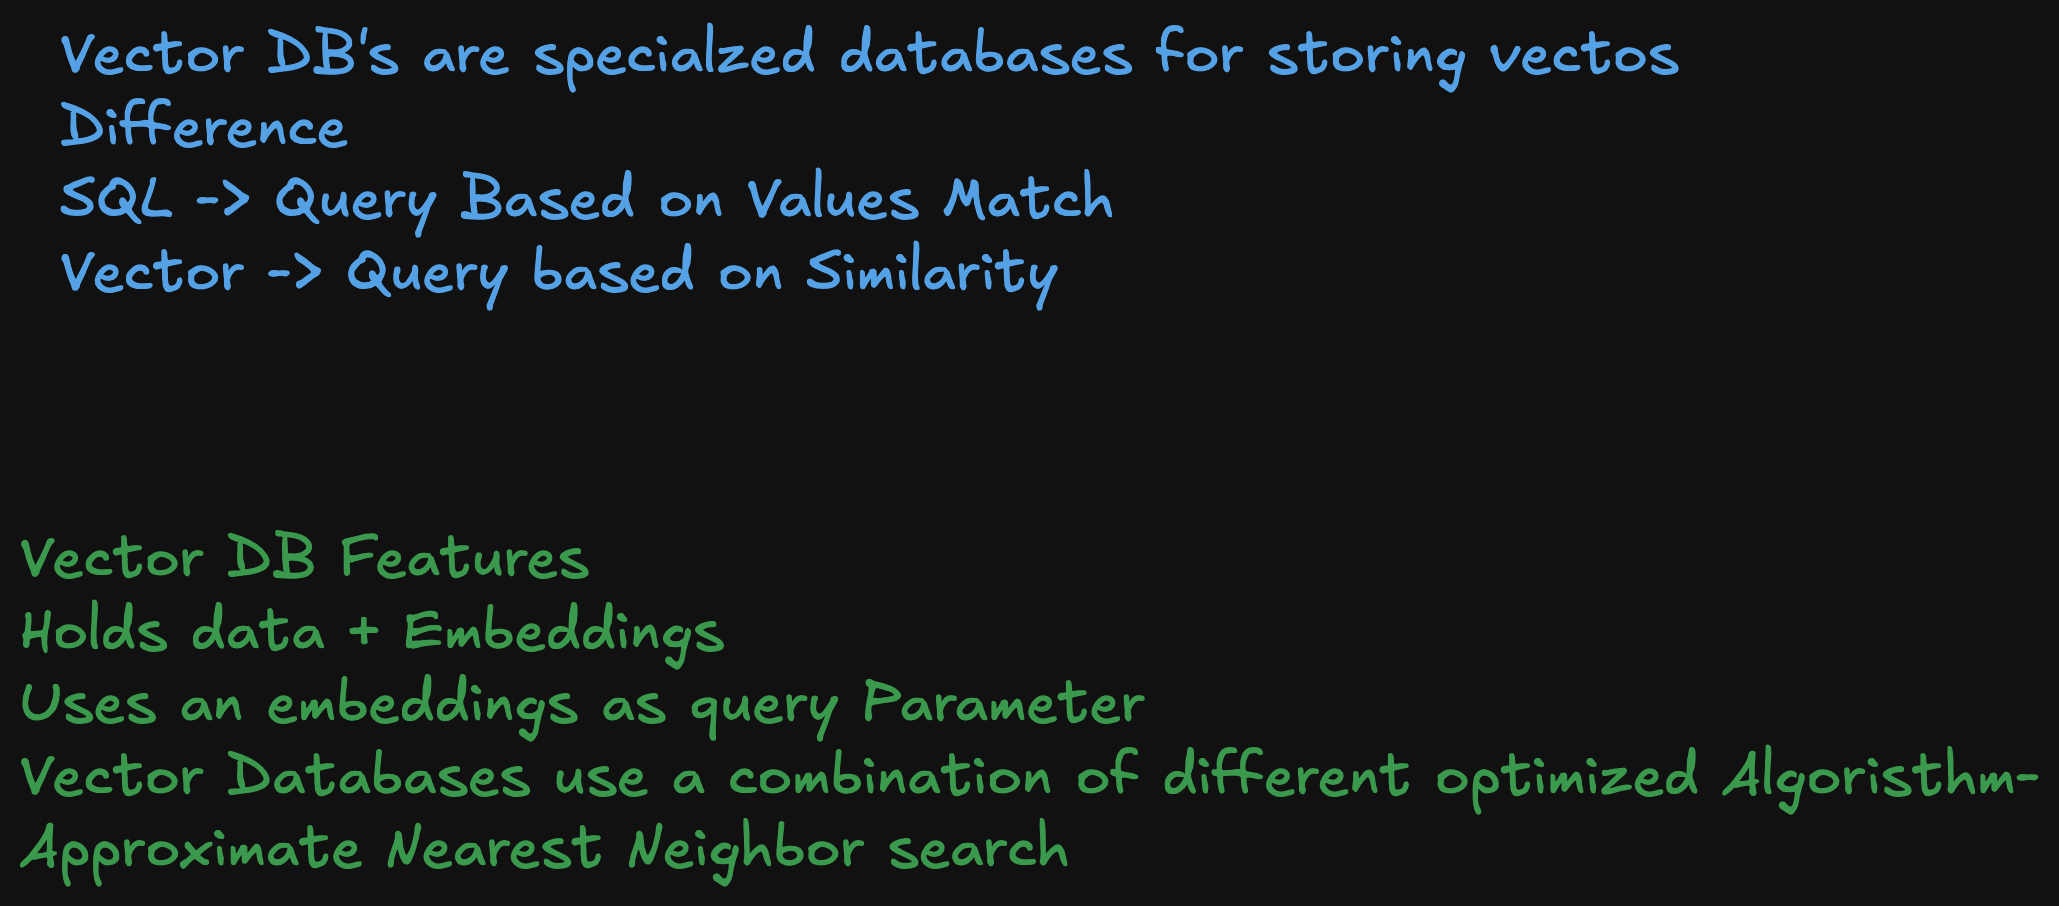 Vector DB's are specialzed databases for storing vectos
Difference
SQL -> Query Based on Values Match
Vector -> Query based on Similarity
Vector DB Features
Holds data + Embeddings
Uses an embeddings as query Parameter
Vector Databases use a combination of different optimized Algoristhm-
Approximate Nearest Neighbor search